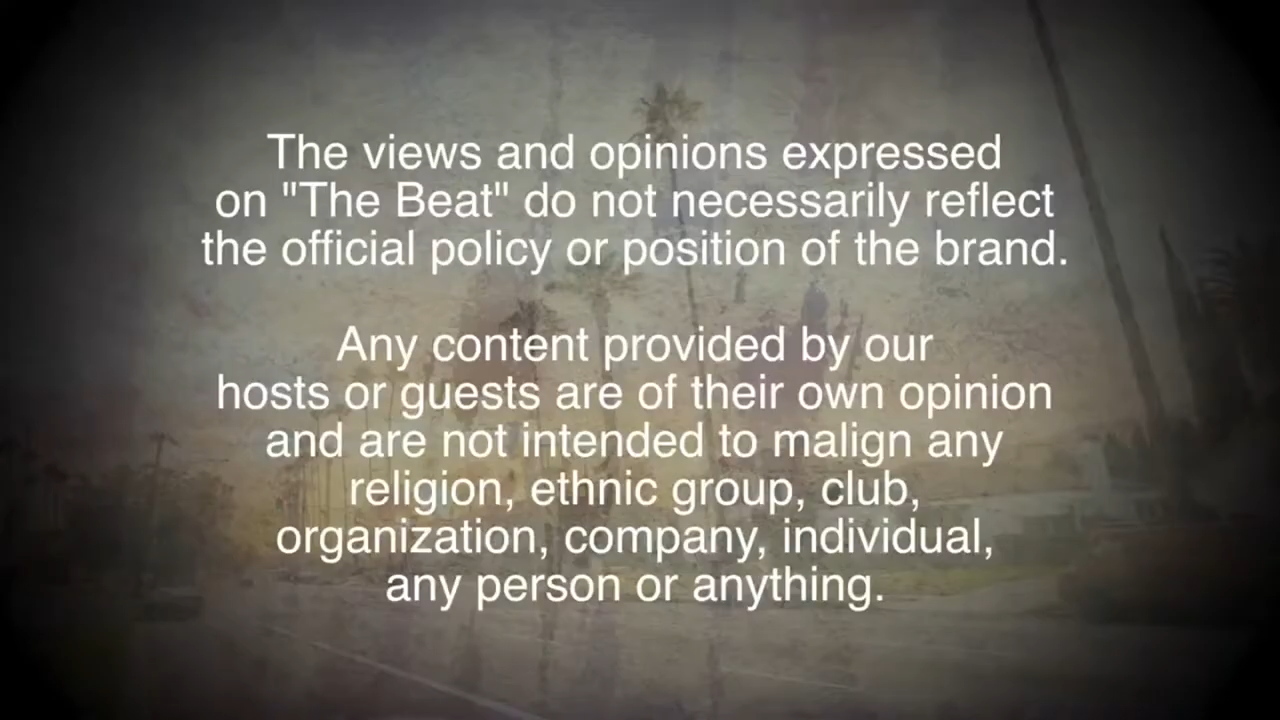 The views and opinions expressed
on "The Beat" do not necessarily reflect
the official policy or position of the brand.
Any content provided by our
hosts or guests are of their own opinion
and are not intended to malign any
religion, ethnic group, club,
organization, company, individual,
any person or anything.